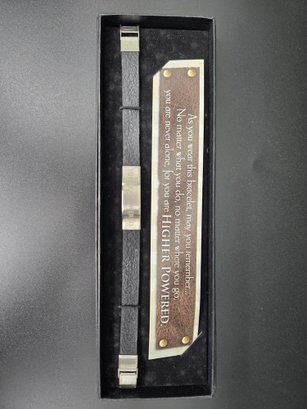 As you wear this bracelet, may you remember...
No matter what you do, no matter where you go,
you are never alone, for you are HIGHER POWERED.